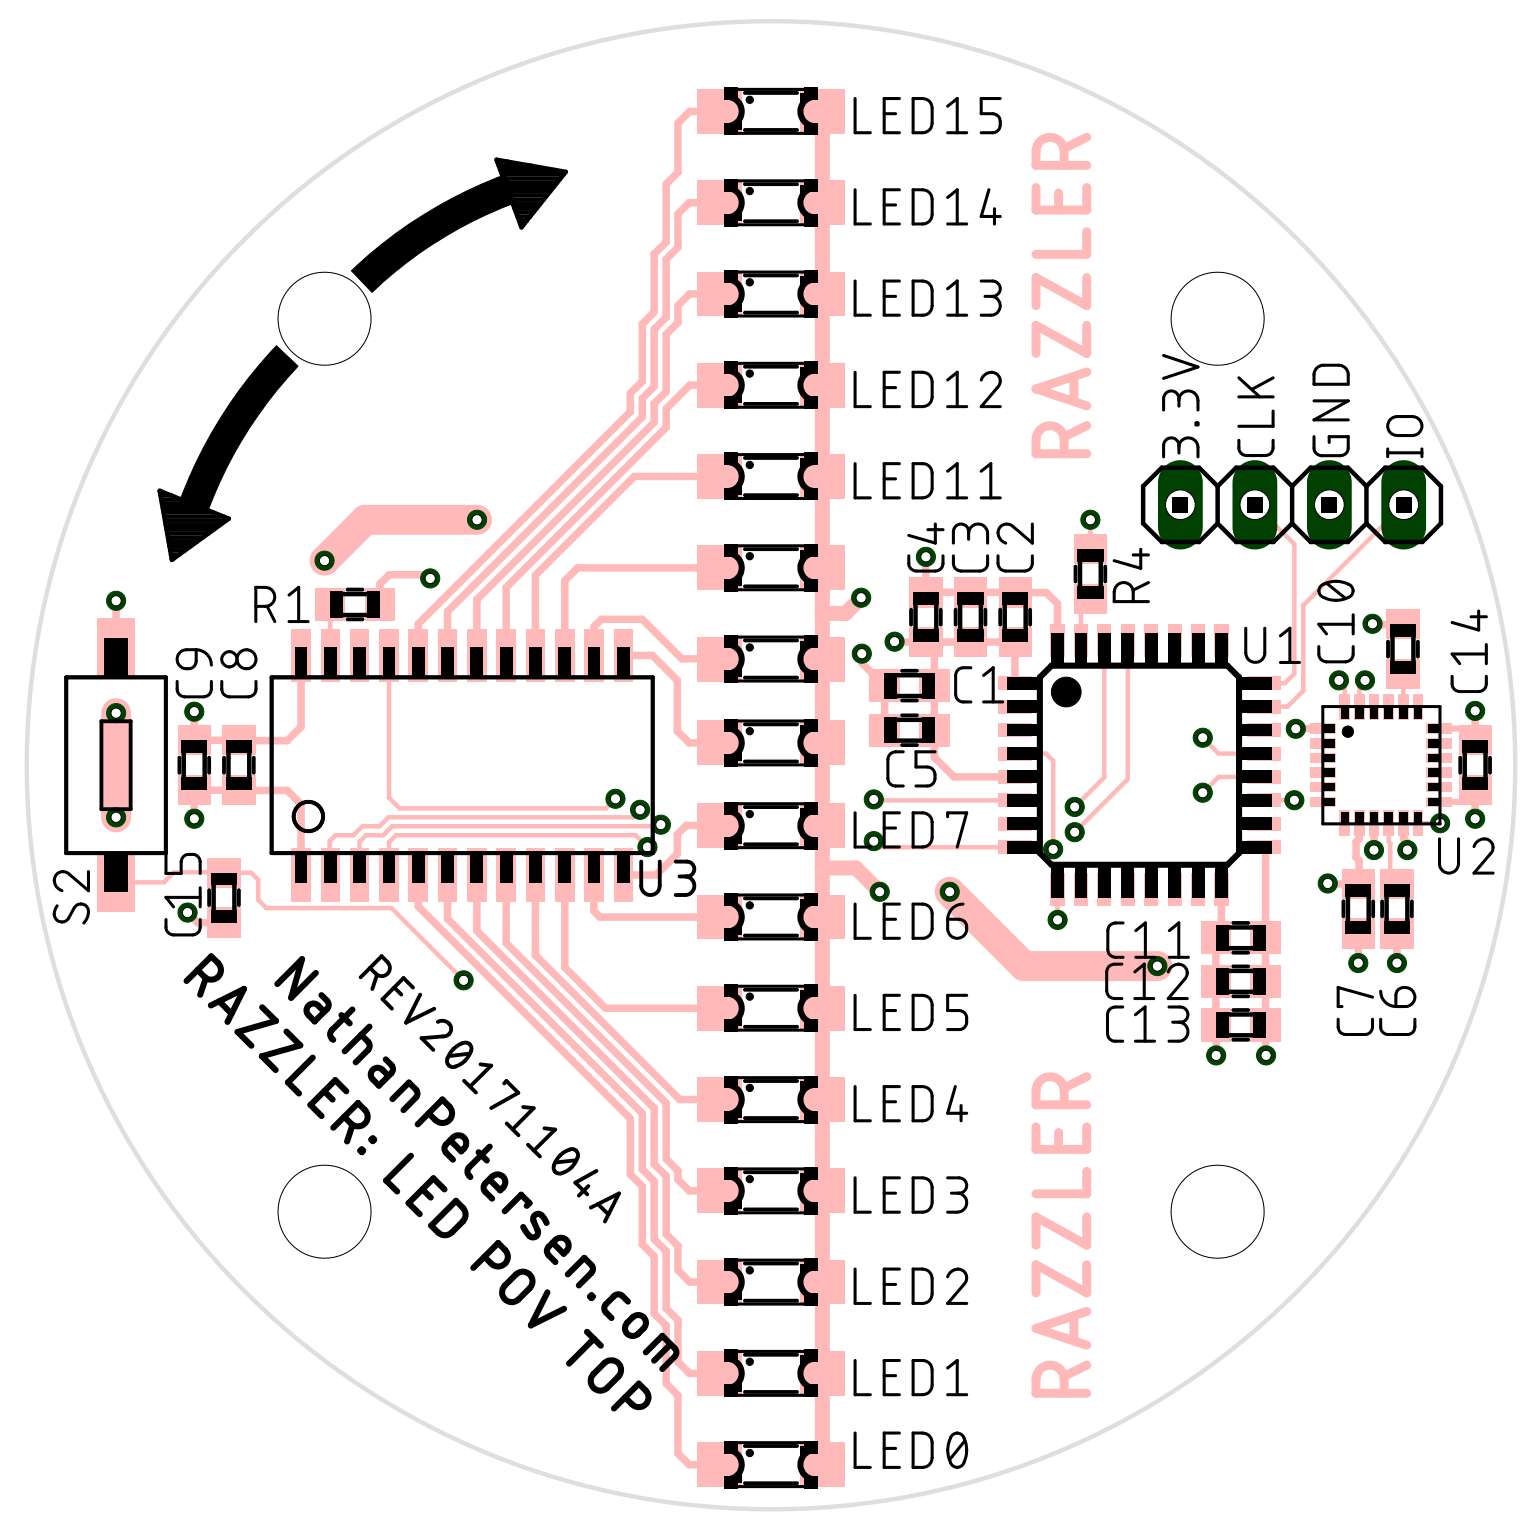 LED15
LED14
LED13
LED12
LED11
LED7
LED6
LED5
LED4
LED3
LED2
LED1
LED0
RAZZLER
RAZZLER
3.3V
CLK
GND
IO
C4
C3
C2
R4
U1
C10
C14
C1
C5
U2
C11
C12
C13
C7
C6
R1
C9
C8
S2
C15
U3
REV20171104A
NathanPetersen.com
RAZZLER: LED POV TOP